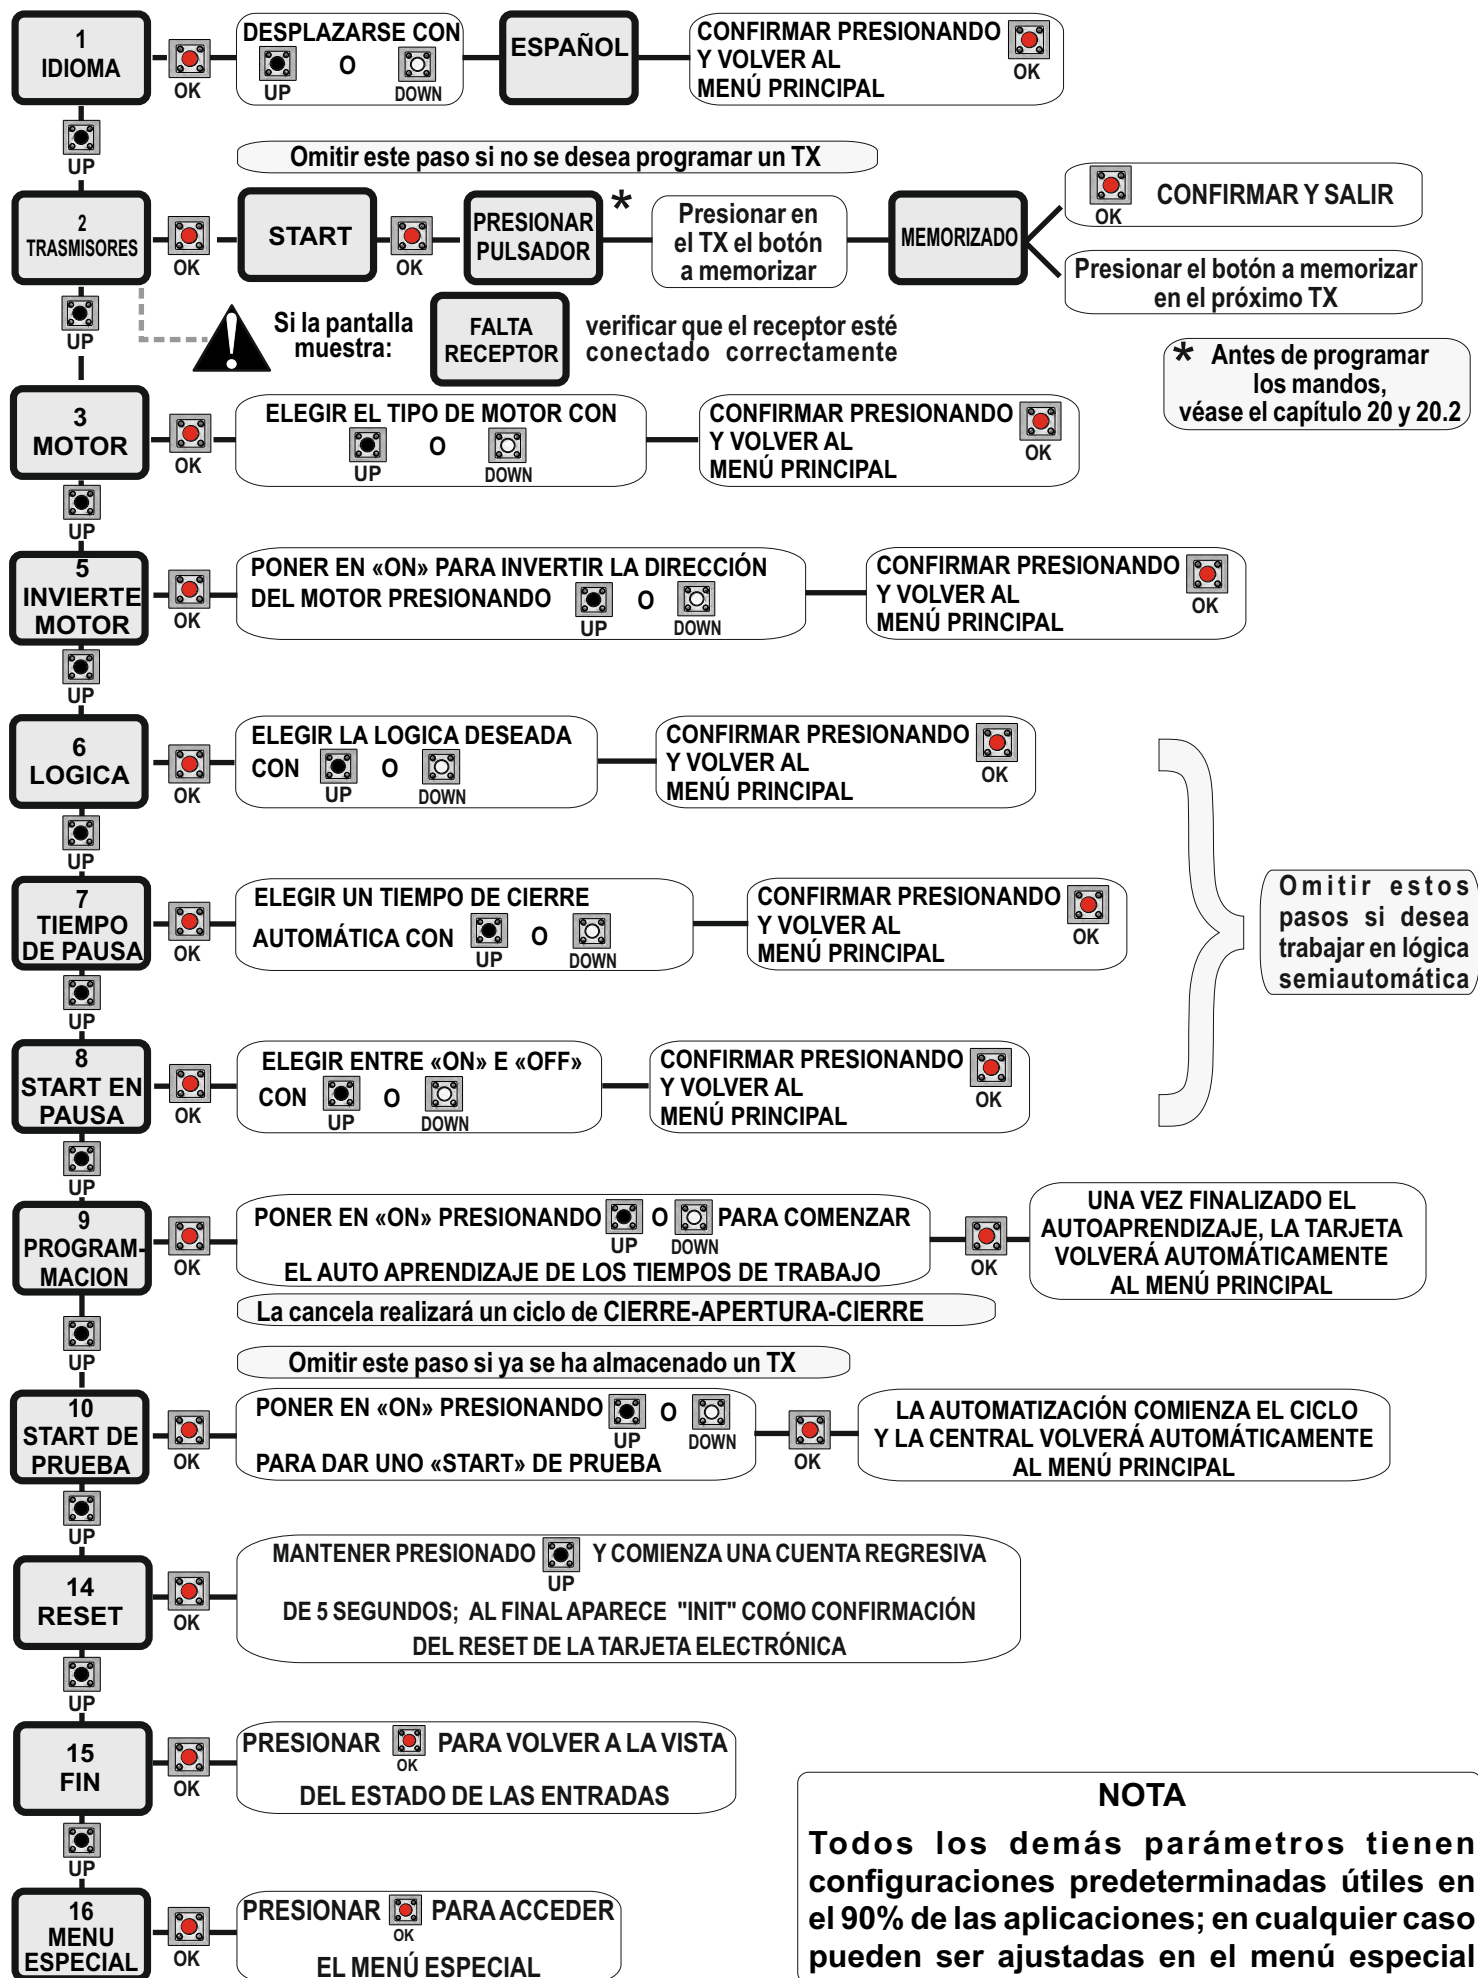 1
IDIOMA
OK
DESPLAZARSE CON
O
UP
DOWN
ESPAÑOL
CONFIRMAR PRESIONANDO
Y VOLVER AL
MENÚ PRINCIPAL
OK
UP
Omitir este paso si no se desea programar un TX
2
TRASMISORES
OK
START
OK
PRESIONAR
PULSADOR
*
Presionar en
el TX el botón
a memorizar
MEMORIZADO
OK
CONFIRMAR Y SALIR
Presionar el botón a memorizar
en el próximo TX
UP
Si la pantalla
muestra:
FALTA
RECEPTOR
verificar que el receptor esté
conectado correctamente
* Antes de programar
los mandos,
véase el capítulo 20 y 20.2
3
MOTOR
OK
ELEGIR EL TIPO DE MOTOR CON
O
UP
DOWN
CONFIRMAR PRESIONANDO
Y VOLVER AL
MENÚ PRINCIPAL
OK
UP
5
INVIERTE
MOTOR
OK
PONER EN «ON» PARA INVERTIR LA DIRECCIÓN
DEL MOTOR PRESIONANDO O
UP
DOWN
CONFIRMAR PRESIONANDO
Y VOLVER AL
MENÚ PRINCIPAL
OK
UP
6
LOGICA
OK
ELEGIR LA LOGICA DESEADA
CON O
UP
DOWN
CONFIRMAR PRESIONANDO
Y VOLVER AL
MENÚ PRINCIPAL
OK
UP
7
TIEMPO
DE PAUSA
OK
ELEGIR UN TIEMPO DE CIERRE
AUTOMÁTICA CON O
UP
DOWN
CONFIRMAR PRESIONANDO
Y VOLVER AL
MENÚ PRINCIPAL
OK
Omitir estos
pasos si desea
trabajar en lógica
semiautomática
UP
8
START EN
PAUSA
OK
ELEGIR ENTRE «ON» E «OFF»
CON O
UP
DOWN
CONFIRMAR PRESIONANDO
Y VOLVER AL
MENÚ PRINCIPAL
OK
UP
9
PROGRAM-
MACION
OK
PONER EN «ON» PRESIONANDO O PARA COMENZAR
UP
DOWN
EL AUTO APRENDIZAJE DE LOS TIEMPOS DE TRABAJO
OK
UNA VEZ FINALIZADO EL
AUTOAPRENDIZAJE, LA TARJETA
VOLVERÁ AUTOMÁTICAMENTE
AL MENÚ PRINCIPAL
La cancela realizará un ciclo de CIERRE-APERTURA-CIERRE
UP
Omitir este paso si ya se ha almacenado un TX
10
START DE
PRUEBA
OK
PONER EN «ON» PRESIONANDO O
UP
DOWN
PARA DAR UNO «START» DE PRUEBA
OK
LA AUTOMATIZACIÓN COMIENZA EL CICLO
Y LA CENTRAL VOLVERÁ AUTOMÁTICAMENTE
AL MENÚ PRINCIPAL
UP
14
RESET
OK
MANTENER PRESIONADO Y COMIENZA UNA CUENTA REGRESIVA
UP
DE 5 SEGUNDOS; AL FINAL APARECE "INIT" COMO CONFIRMACIÓN
DEL RESET DE LA TARJETA ELECTRÓNICA
UP
15
FIN
OK
PRESIONAR PARA VOLVER A LA VISTA
OK
DEL ESTADO DE LAS ENTRADAS
UP
16
MENU
ESPECIAL
OK
PRESIONAR PARA ACCEDER
OK
EL MENÚ ESPECIAL
NOTA
Todos los demás parámetros tienen
configuraciones predeterminadas útiles en
el 90% de las aplicaciones; en cualquier caso
pueden ser ajustadas en el menú especial